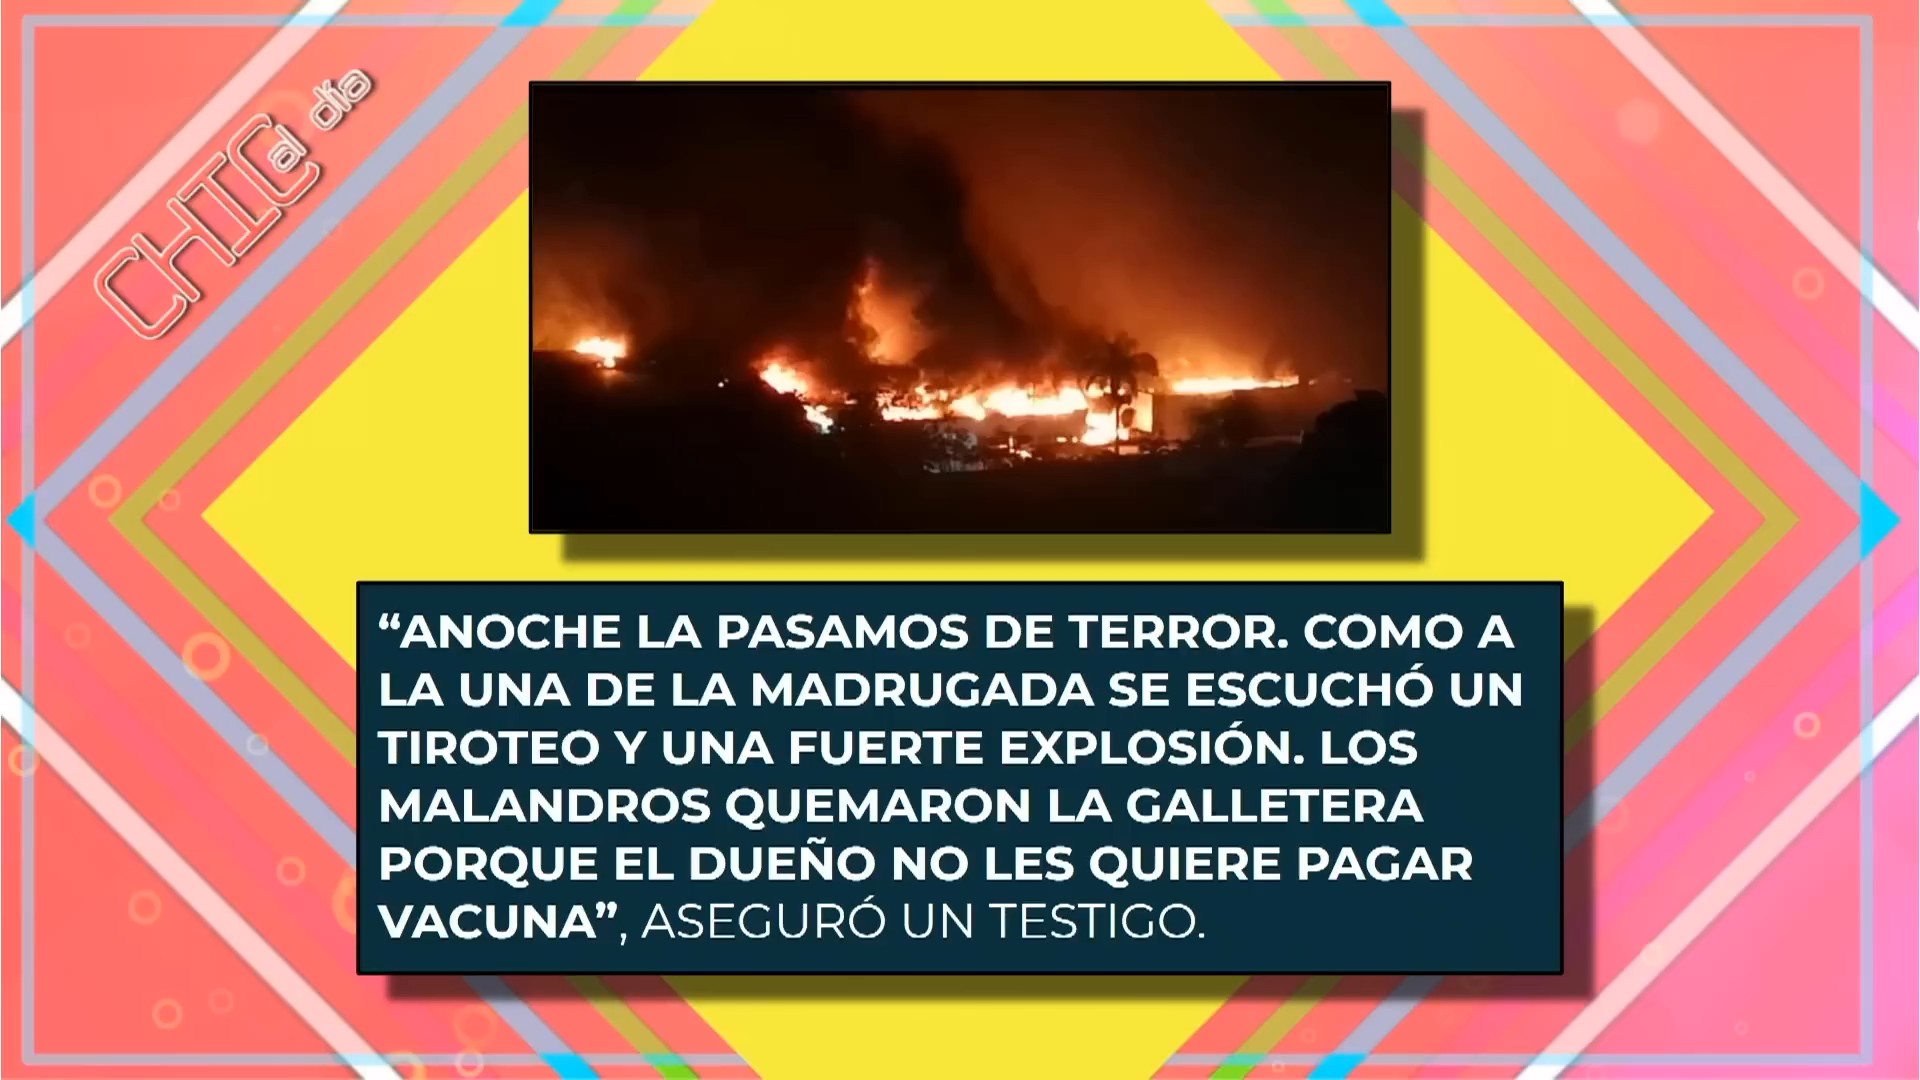 CHIC al día
“ANOCHE LA PASAMOS DE TERROR. COMO A
LA UNA DE LA MADRUGADA SE ESCUCHÓ UN
TIROTEO Y UNA FUERTE EXPLOSIÓN. LOS
MALANDROS QUEMARON LA GALLETERA
PORQUE EL DUEÑO NO LES QUIERE PAGAR
VACUNA”, ASEGURÓ UN TESTIGO.